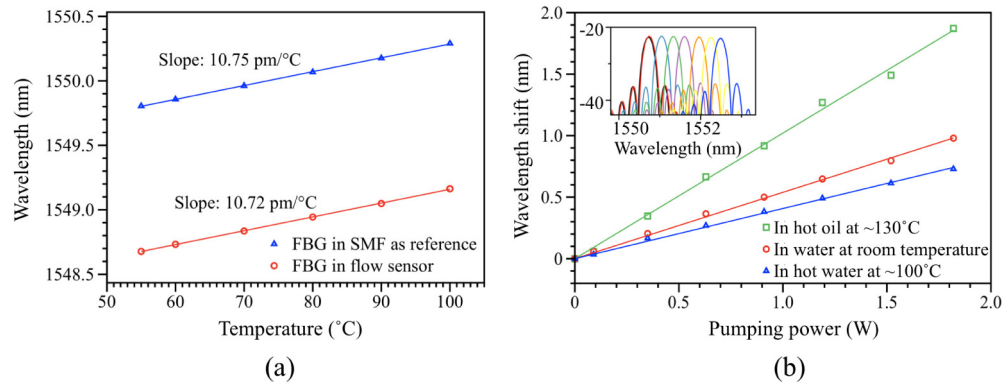 1550.5
1550.0
1549.5
1549.0
1548.5
Wavelength (nm)
Slope: 10.75 pm/°C
Slope: 10.72 pm/°C
FBG in SMF as reference
FBG in flow sensor
50 60 70 80 90 100
Temperature (˚C)
(a)
2.0
1.5
1.0
0.5
0
Wavelength shift (nm)
-20
-40
1550 1552
Wavelength (nm)
In hot oil at ~130˚C
In water at room temperature
In hot water at ~100˚C
0 0.5 1.0 1.5 2.0
Pumping power (W)
(b)